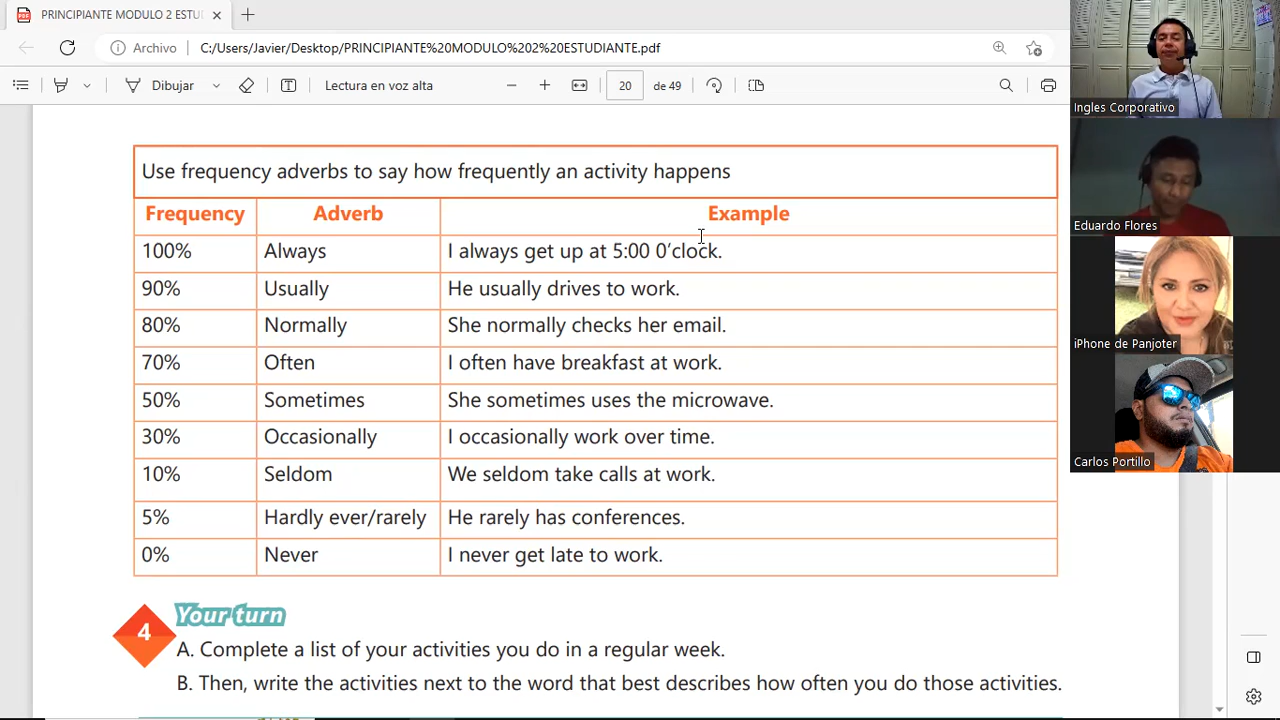 PRINCIPIANTE MODULO 2 ESTU
Archivo
C:/Users/Javier/Desktop/PRINCIPIANTE%20MODULO%202%20ESTUDIANTE.pdf
Dibujar
Lectura en voz alta
20
de 49
Use frequency adverbs to say how frequently an activity happens
Frequency Adverb Example
100% Always I always get up at 5:00 0'clock.
90% Usually He usually drives to work.
80% Normally She normally checks her email.
70% Often I often have breakfast at work.
50% Sometimes She sometimes uses the microwave.
30% Occasionally I occasionally work over time.
10% Seldom We seldom take calls at work.
5% Hardly ever/rarely He rarely has conferences.
0% Never I never get late to work.
4 Your turn
A. Complete a list of your activities you do in a regular week.
B. Then, write the activities next to the word that best describes how often you do those activities.
Ingles Corporativo
Eduardo Flores
iPhone de Panjoter
Carlos Portillo